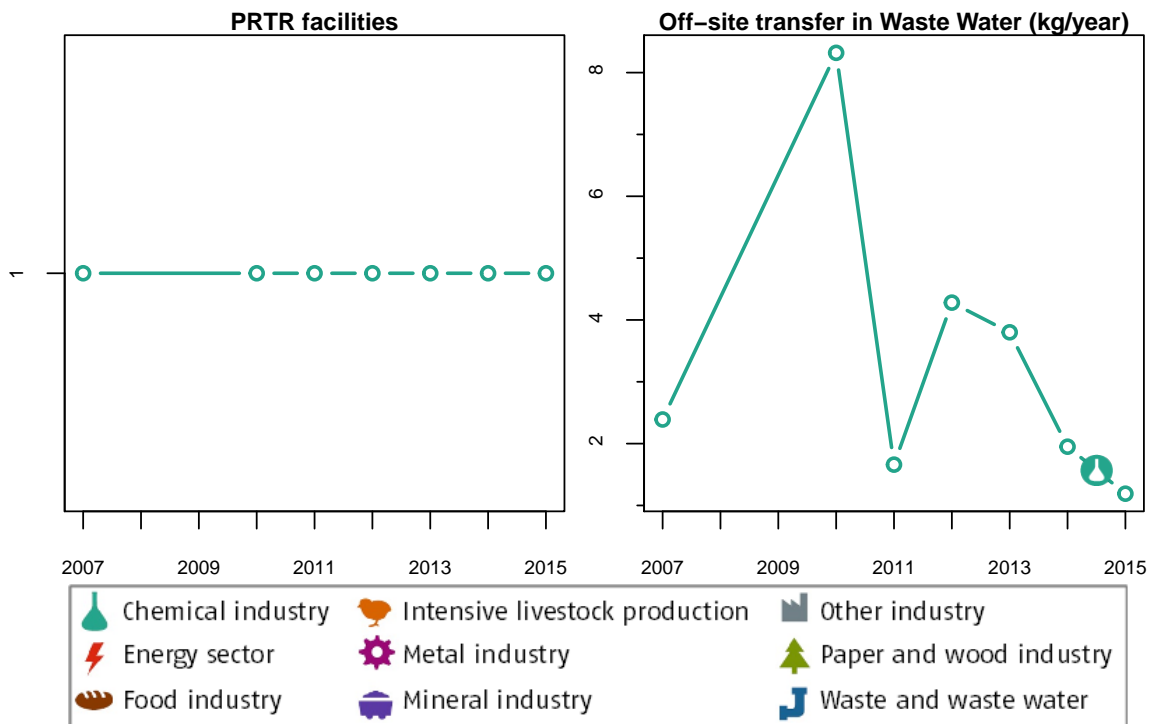 PRTR facilities
1
2007 2009 2011 2013 2015
Off−site transfer in Waste Water (kg/year)
8
6
4
2
2007 2009 2011 2013 2015
Chemical industry Intensive livestock production Other industry
Energy sector Metal industry Paper and wood industry
Food industry Mineral industry Waste and waste water